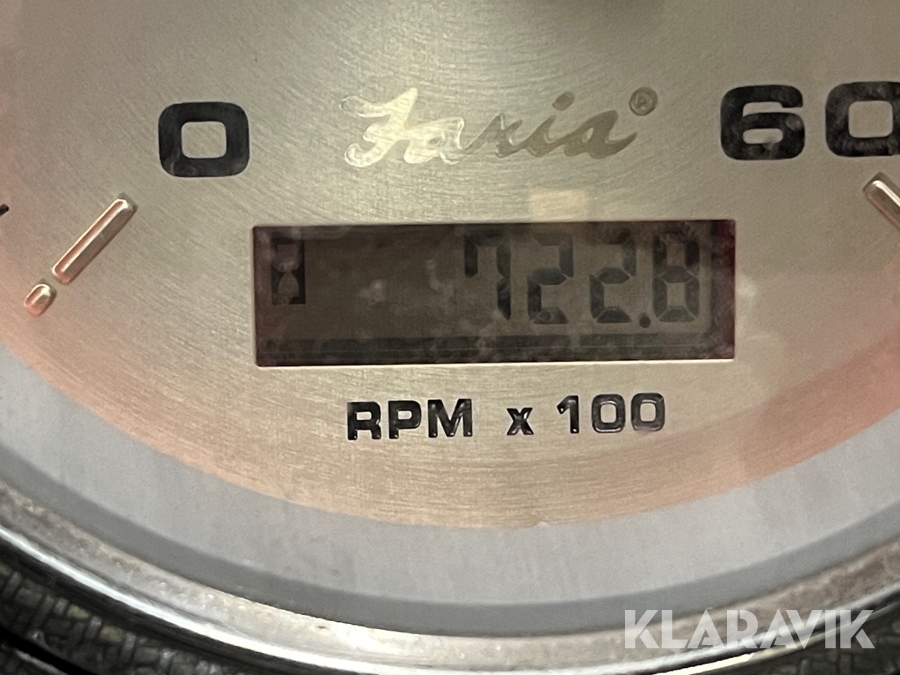 0 Faria® 60
722.8
RPM x 100
KLARAVIK